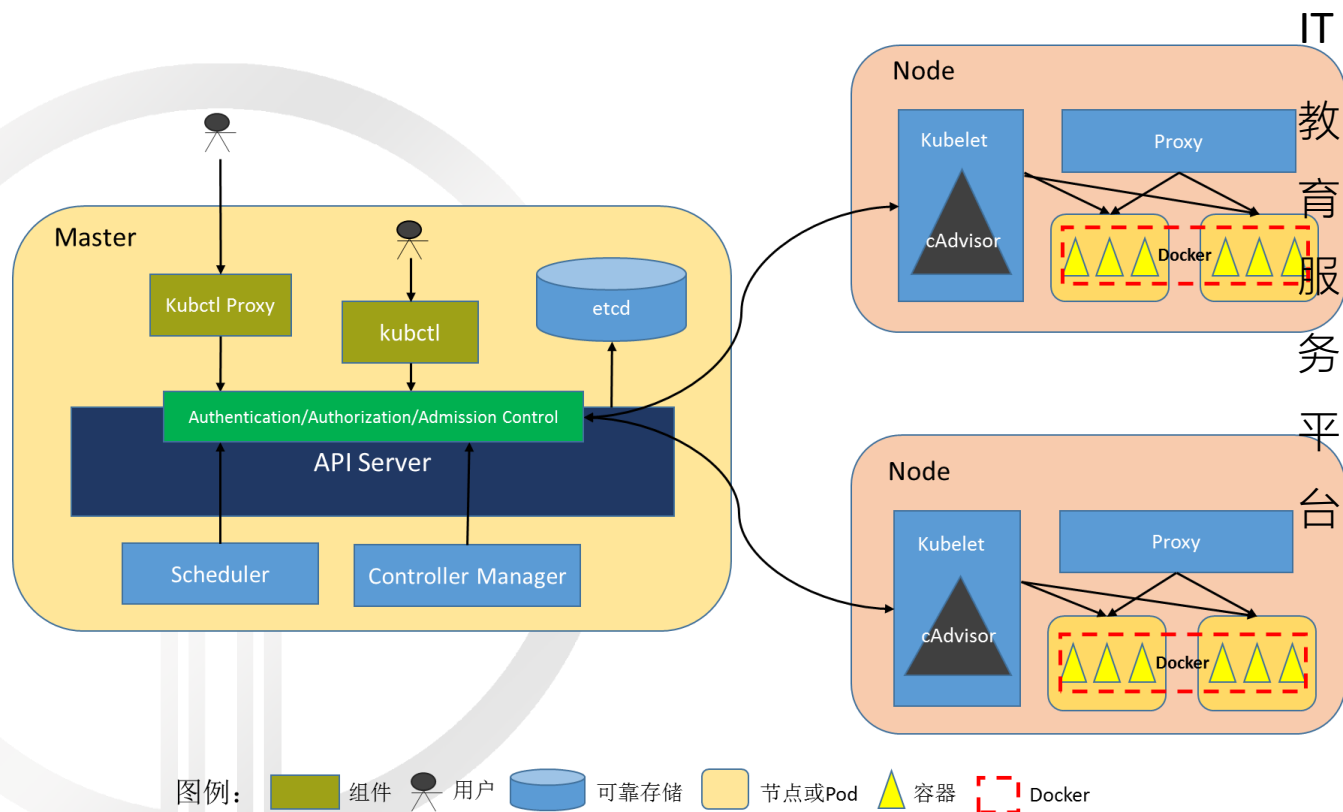 Master
Kubctl Proxy
kubctl
etcd
Authentication/Authorization/Admission Control
API Server
Scheduler
Controller Manager
Node
Kubelet
cAdvisor
Proxy
Docker
Node
Kubelet
cAdvisor
Proxy
Docker
IT
教
育
服
务
平
台
图例：
组件
用户
可靠存储
节点或Pod
容器
Docker